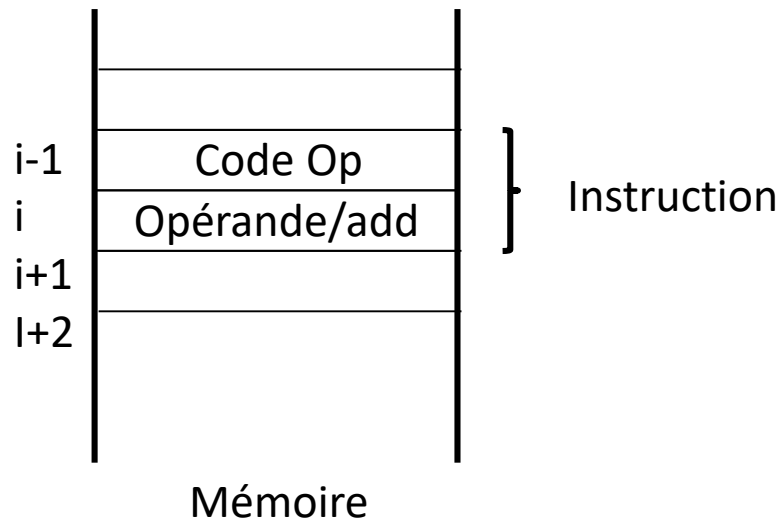 i-1
Code Op
i
Opérande/add
Instruction
i+1
I+2
Mémoire